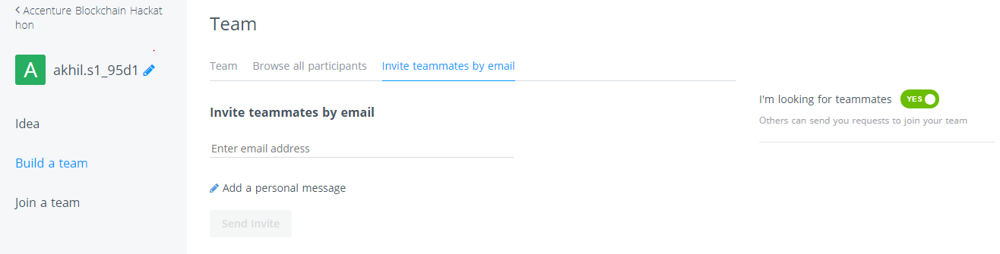 < Accenture Blockchain Hackat
hon
A akhil.s1_95d1
Idea
Build a team
Join a team
Team
Team Browse all participants Invite teammates by email
Invite teammates by email
Enter email address
Add a personal message
Send Invite
I'm looking for teammates YES
Others can send you requests to join your team